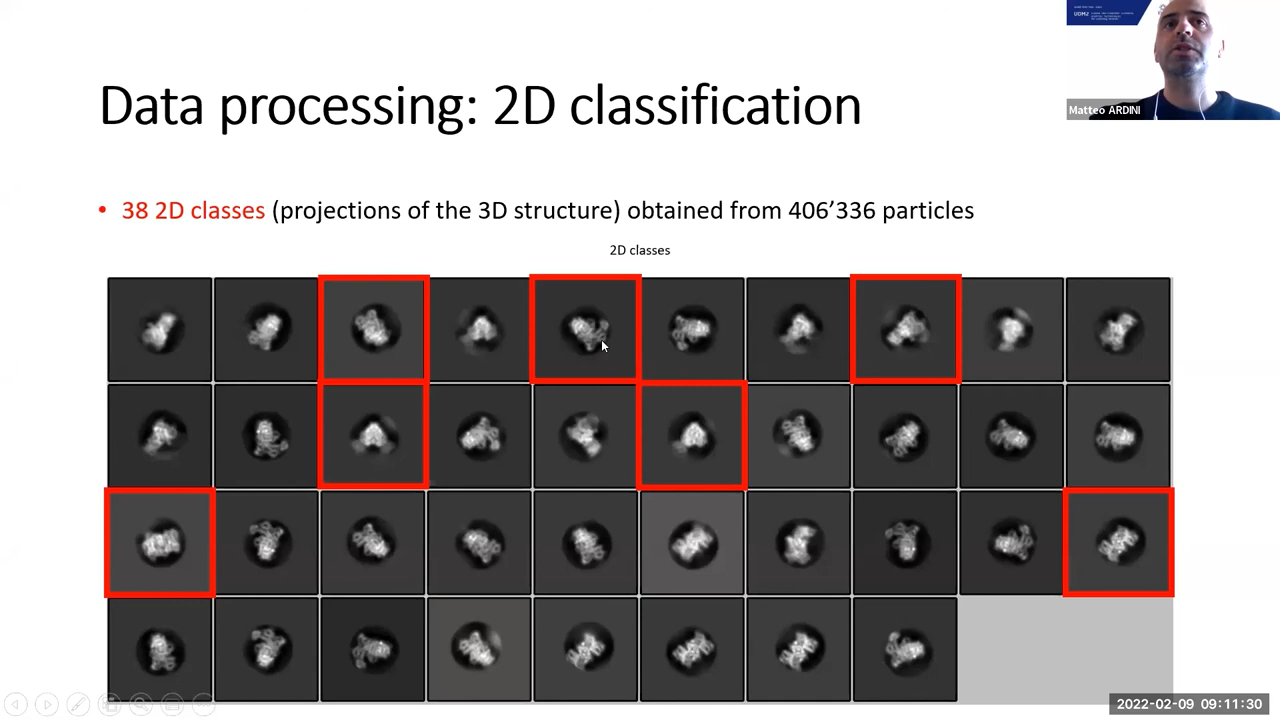 Data processing: 2D classification
Matteo ARDINI
• 38 2D classes (projections of the 3D structure) obtained from 406’336 particles
2D classes
2022-02-09 09:11:30